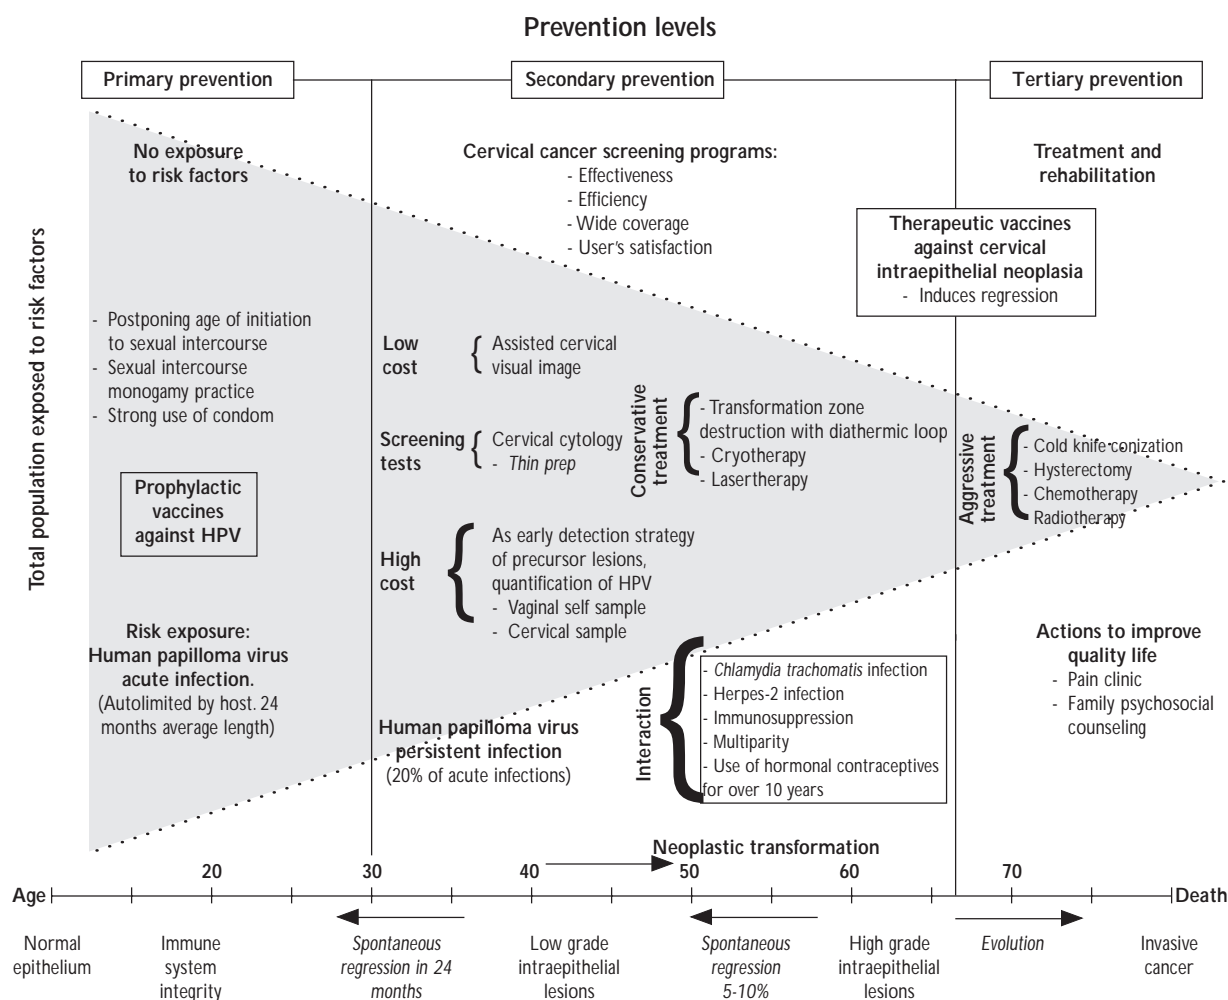 Prevention levels
Primary prevention
Secondary prevention
Tertiary prevention
Total population exposed to risk factors
No exposure
to risk factors
- Postponing age of initiation
to sexual intercourse
- Sexual intercourse
monogamy practice
- Strong use of condom
Prophylactic
vaccines
against HPV
Risk exposure:
Human papilloma virus
acute infection.
(Autolimited by host. 24
months average length)
Cervical cancer screening programs:
- Effectiveness
- Efficiency
- Wide coverage
- User's satisfaction
Low
cost
Assisted cervical
visual image
Screening
tests
Cervical cytology
- Thin prep
High
cost
As early detection strategy
of precursor lesions,
quantification of HPV
- Vaginal self sample
- Cervical sample
Conservative
treatment
- Transformation zone
destruction with diathermic loop
- Cryotherapy
- Lasertherapy
Human papilloma virus
persistent infection
(20% of acute infections)
Interaction
- Chlamydia trachomatis infection
- Herpes-2 infection
- Immunosuppression
- Multiparity
- Use of hormonal contraceptives
for over 10 years
Treatment and
rehabilitation
Therapeutic vaccines
against cervical
intraepithelial neoplasia
- Induces regression
Aggressive
treatment
- Cold knife conization
- Hysterectomy
- Chemotherapy
- Radiotherapy
Actions to improve
quality life
- Pain clinic
- Family psychosocial
counseling
Neoplastic transformation
Age
20
30
40
50
60
70
Death
Normal
epithelium
Immune
system
integrity
Spontaneous
regression in 24
months
Low grade
intraepithelial
lesions
Spontaneous
regression
5-10%
High grade
intraepithelial
lesions
Evolution
Invasive
cancer